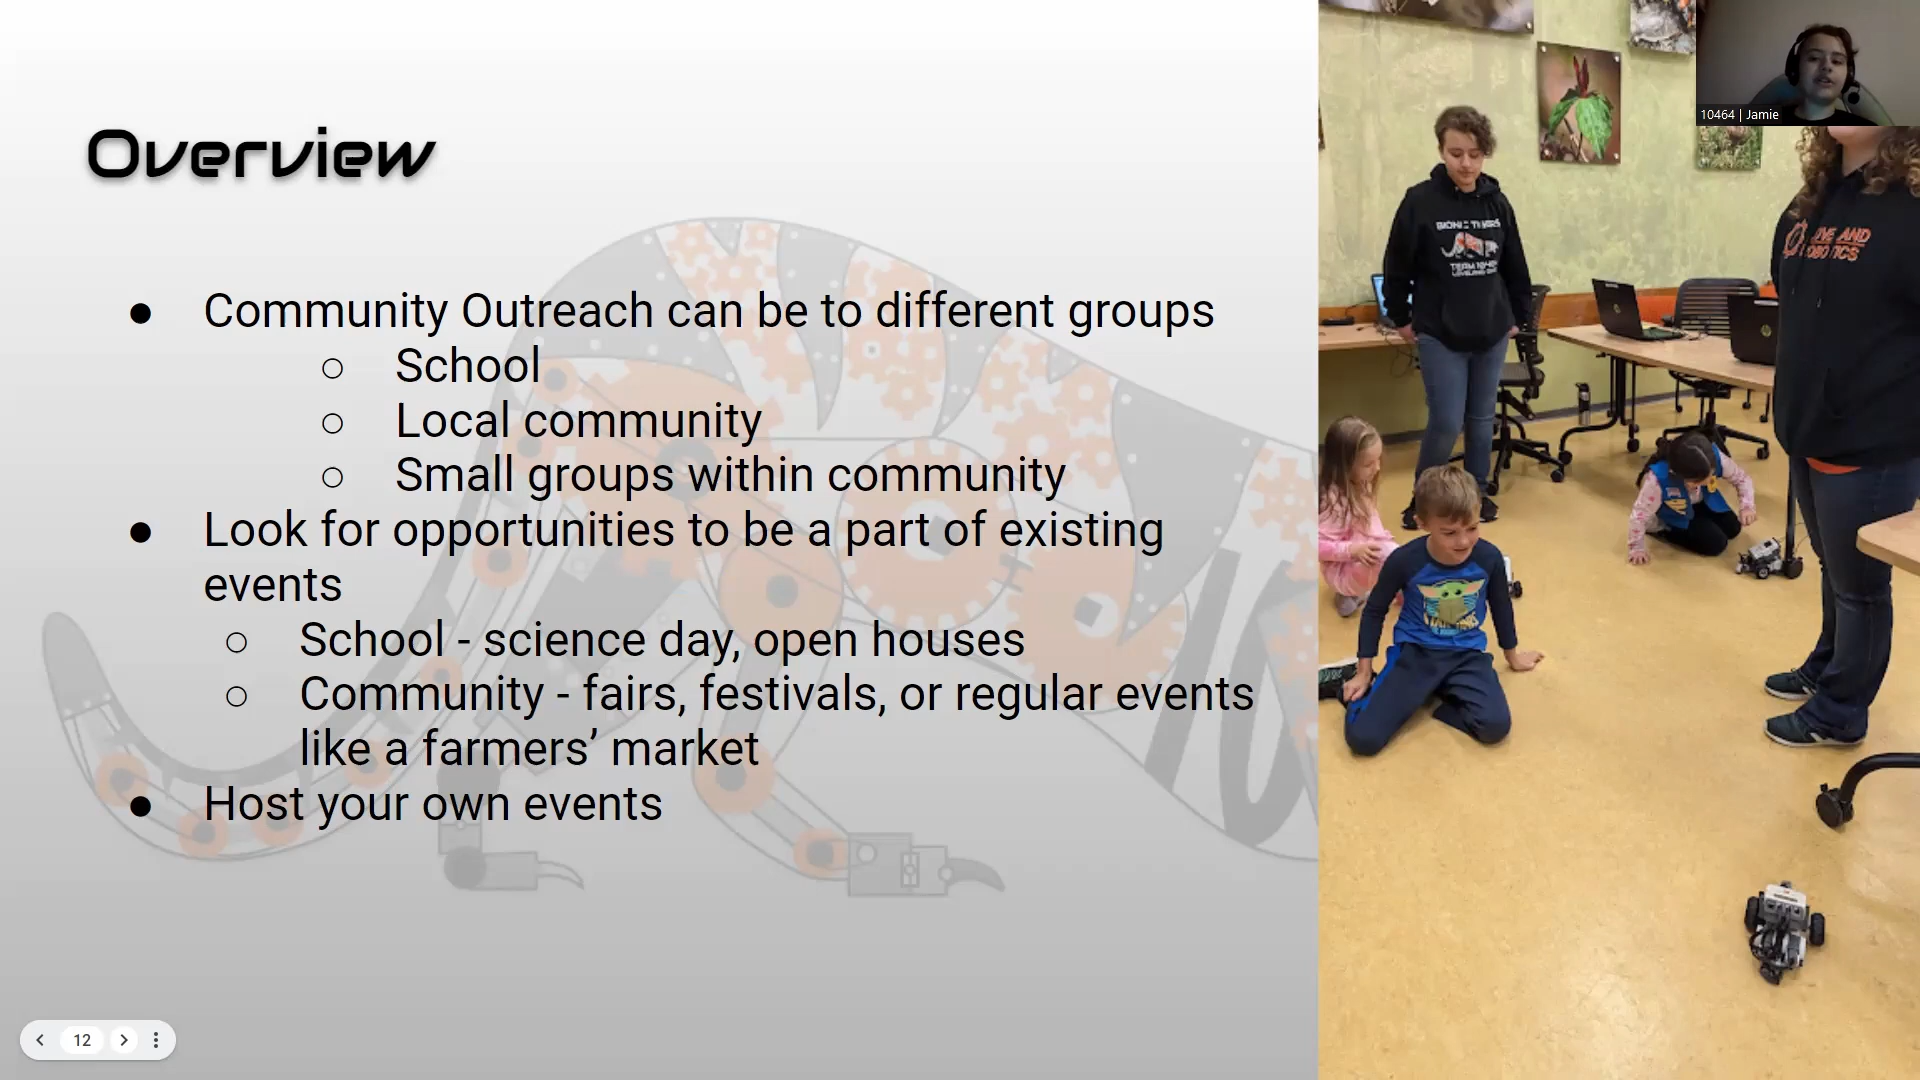 10464 | Jamie
Overview
● Community Outreach can be to different groups
○ School
○ Local community
○ Small groups within community
● Look for opportunities to be a part of existing
events
○ School - science day, open houses
○ Community - fairs, festivals, or regular events
like a farmers’ market
● Host your own events
12